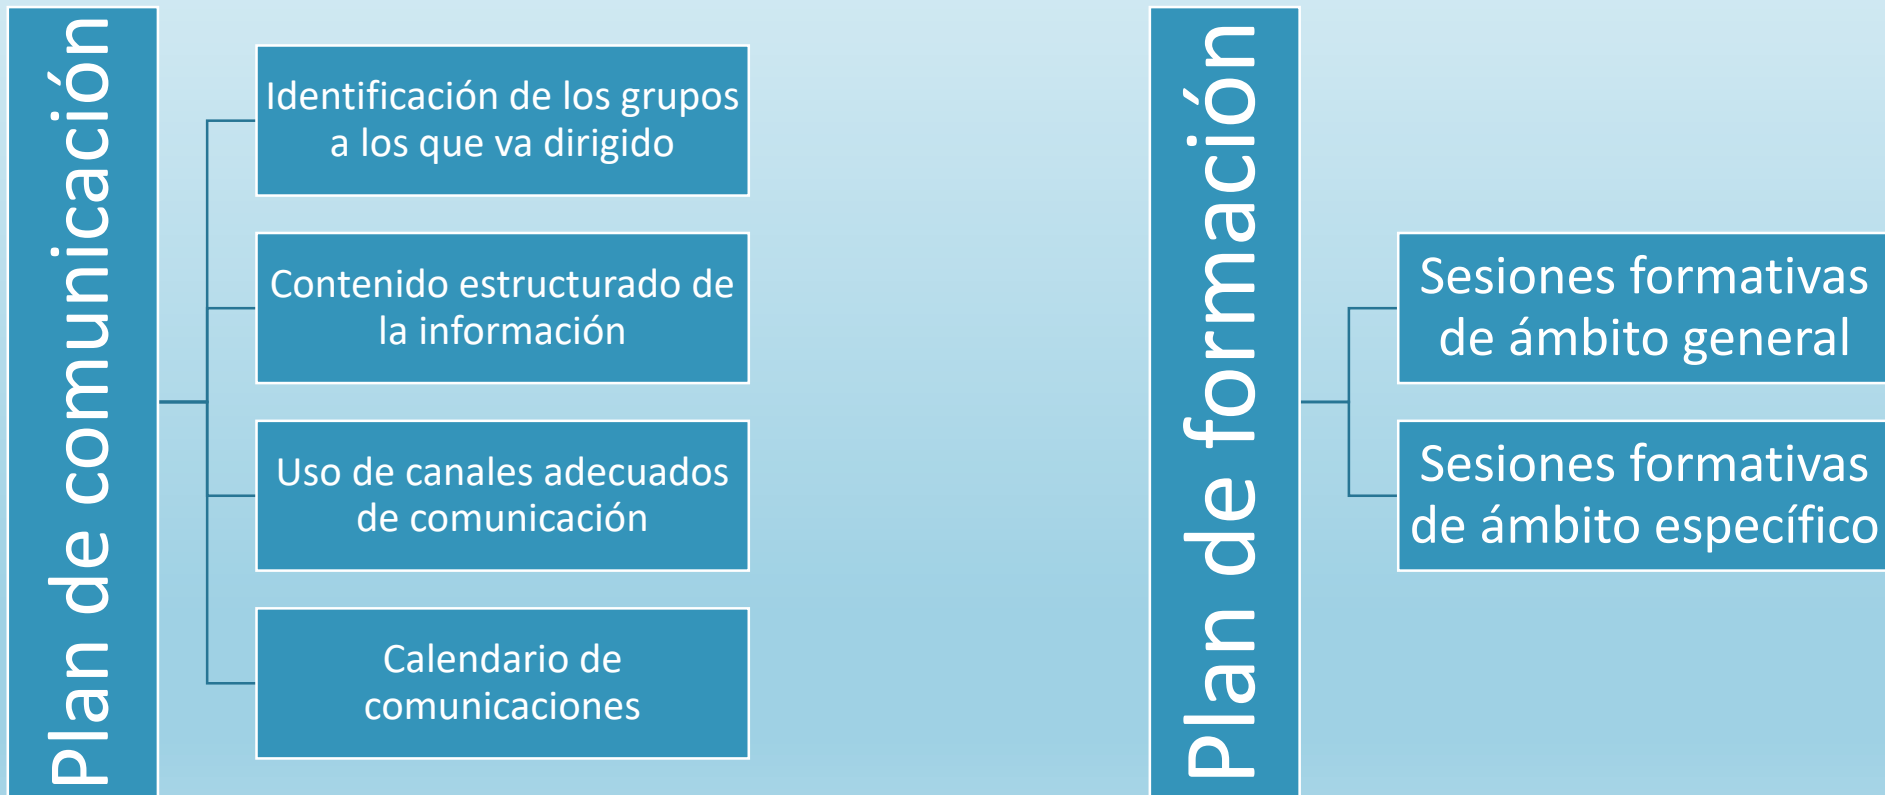 Plan de comunicación
Identificación de los grupos
a los que va dirigido
Contenido estructurado de
la información
Uso de canales adecuados
de comunicación
Calendario de
comunicaciones
Plan de formación
Sesiones formativas
de ámbito general
Sesiones formativas
de ámbito específico